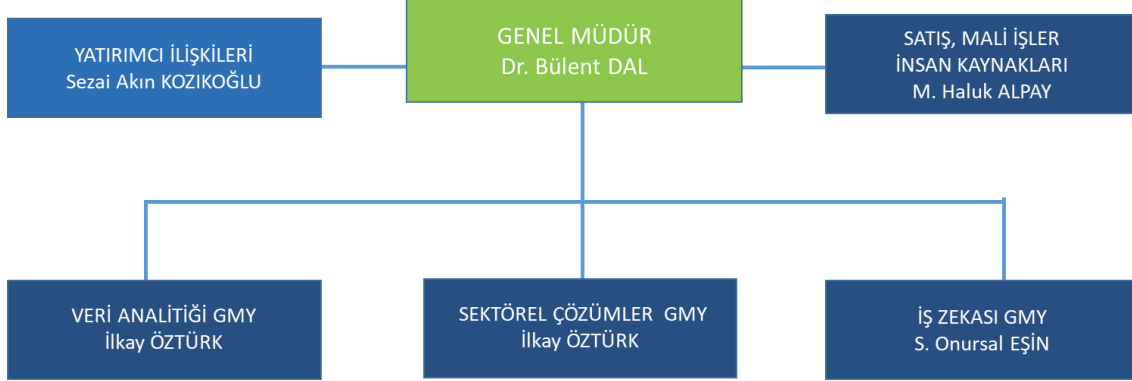 YATIRIMCI İLİŞKİLERİ
Sezai Akın KOZIKOĞLU
GENEL MÜDÜR
Dr. Bülent DAL
SATIŞ, MALİ İŞLER
İNSAN KAYNAKLARI
M. Haluk ALPAY
VERİ ANALİTİĞİ GMY
İlkay ÖZTÜRK
SEKTÖREL ÇÖZÜMLER GMY
İlkay ÖZTÜRK
İŞ ZEKASI GMY
S. Onursal EŞİN